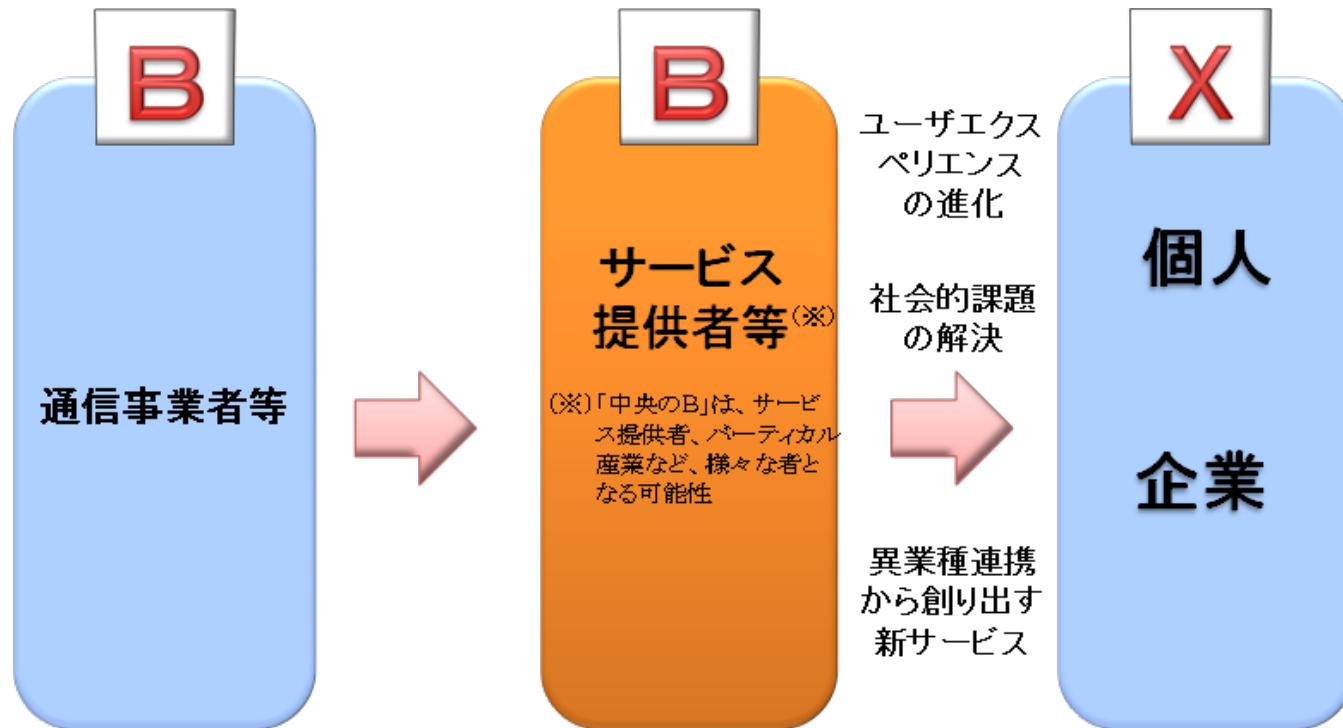 B
通信事業者等
B
サービス
提供者等(※)
(※)「中央のB」は、サービ
ス提供者、バーティカル
産業など、様々な者と
なる可能性
ユーザエクス
ペリエンス
の進化
社会的課題
の解決
異業種連携
から創り出す
新サービス
X
個人
企業